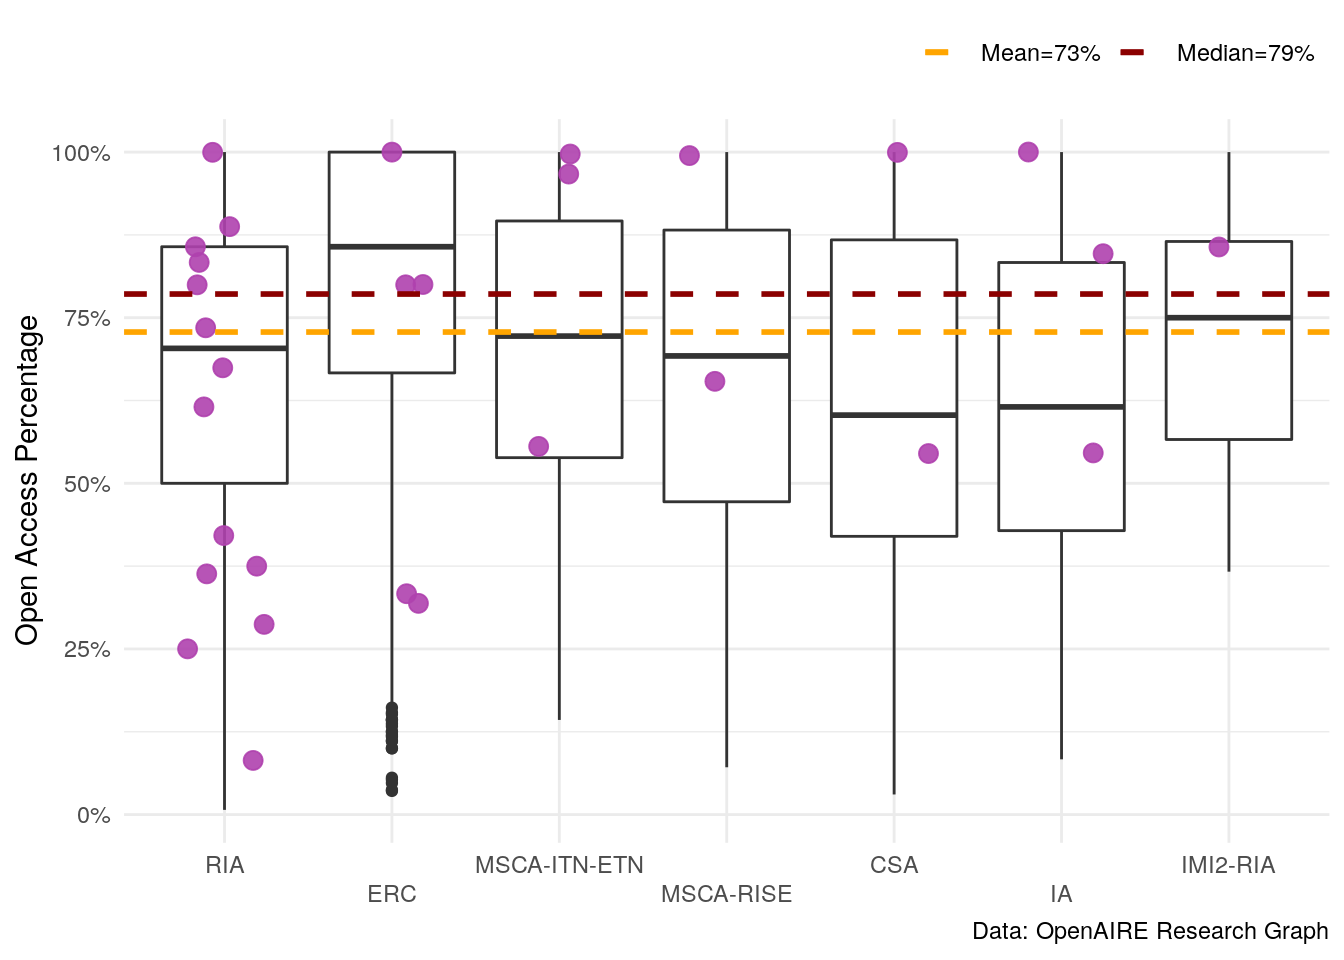 Mean=73% Median=79%
Open Access Percentage
100%
75%
50%
25%
0%
RIA
ERC
MSCA-ITN-ETN
MSCA-RISE
CSA
IA
IMI2-RIA
Data: OpenAIRE Research Graph